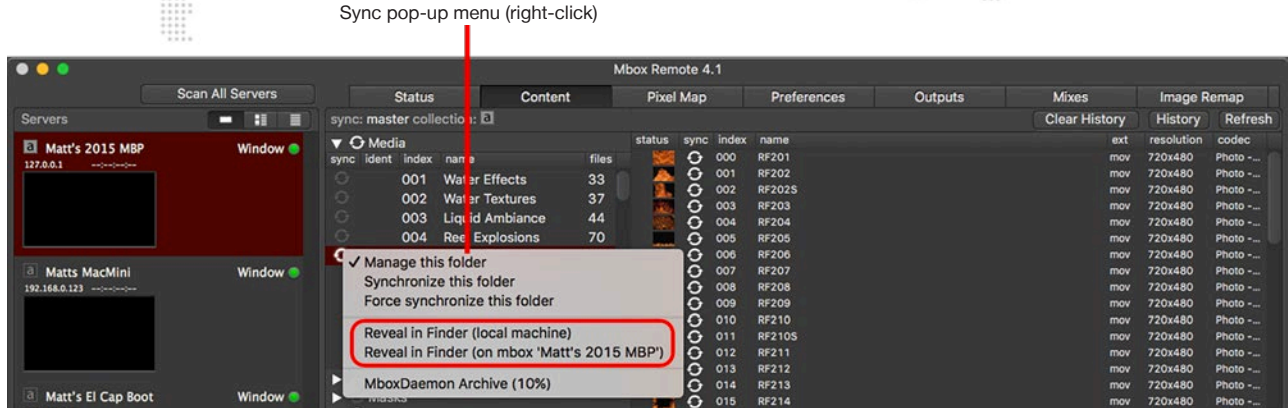 Sync pop-up menu (right-click)
Mbox Remote 4.1
Scan All Servers
Status Content Pixel Map Preferences Outputs Mixes Image Remap
Servers
sync: master collection: a
Clear History History Refresh
a Matt's 2015 MBP Window
127.0.0.1 --:--:--:--
a Matts MacMini Window
192.168.0.123 --:--:--:--
a Matt's El Cap Boot Window
Media
sync ident index name files
001 Water Effects 33
002 Water Textures 37
003 Liquid Ambiance 44
004 Reel Explosions 70
✓ Manage this folder
Synchronize this folder
Force synchronize this folder
Reveal in Finder (local machine)
Reveal in Finder (on mbox 'Matt's 2015 MBP')
MboxDaemon Archive (10%)
Masks
status sync index name ext resolution codec
000 RF201 mov 720x480 Photo -...
001 RF202 mov 720x480 Photo -...
002 RF202S mov 720x480 Photo -...
003 RF203 mov 720x480 Photo -...
004 RF204 mov 720x480 Photo -...
005 RF205 mov 720x480 Photo -...
006 RF206 mov 720x480 Photo -...
007 RF207 mov 720x480 Photo -...
008 RF208 mov 720x480 Photo -...
009 RF209 mov 720x480 Photo -...
010 RF210 mov 720x480 Photo -...
011 RF210S mov 720x480 Photo -...
012 RF211 mov 720x480 Photo -...
013 RF212 mov 720x480 Photo -...
014 RF213 mov 720x480 Photo -...
015 RF214 mov 720x480 Photo -...